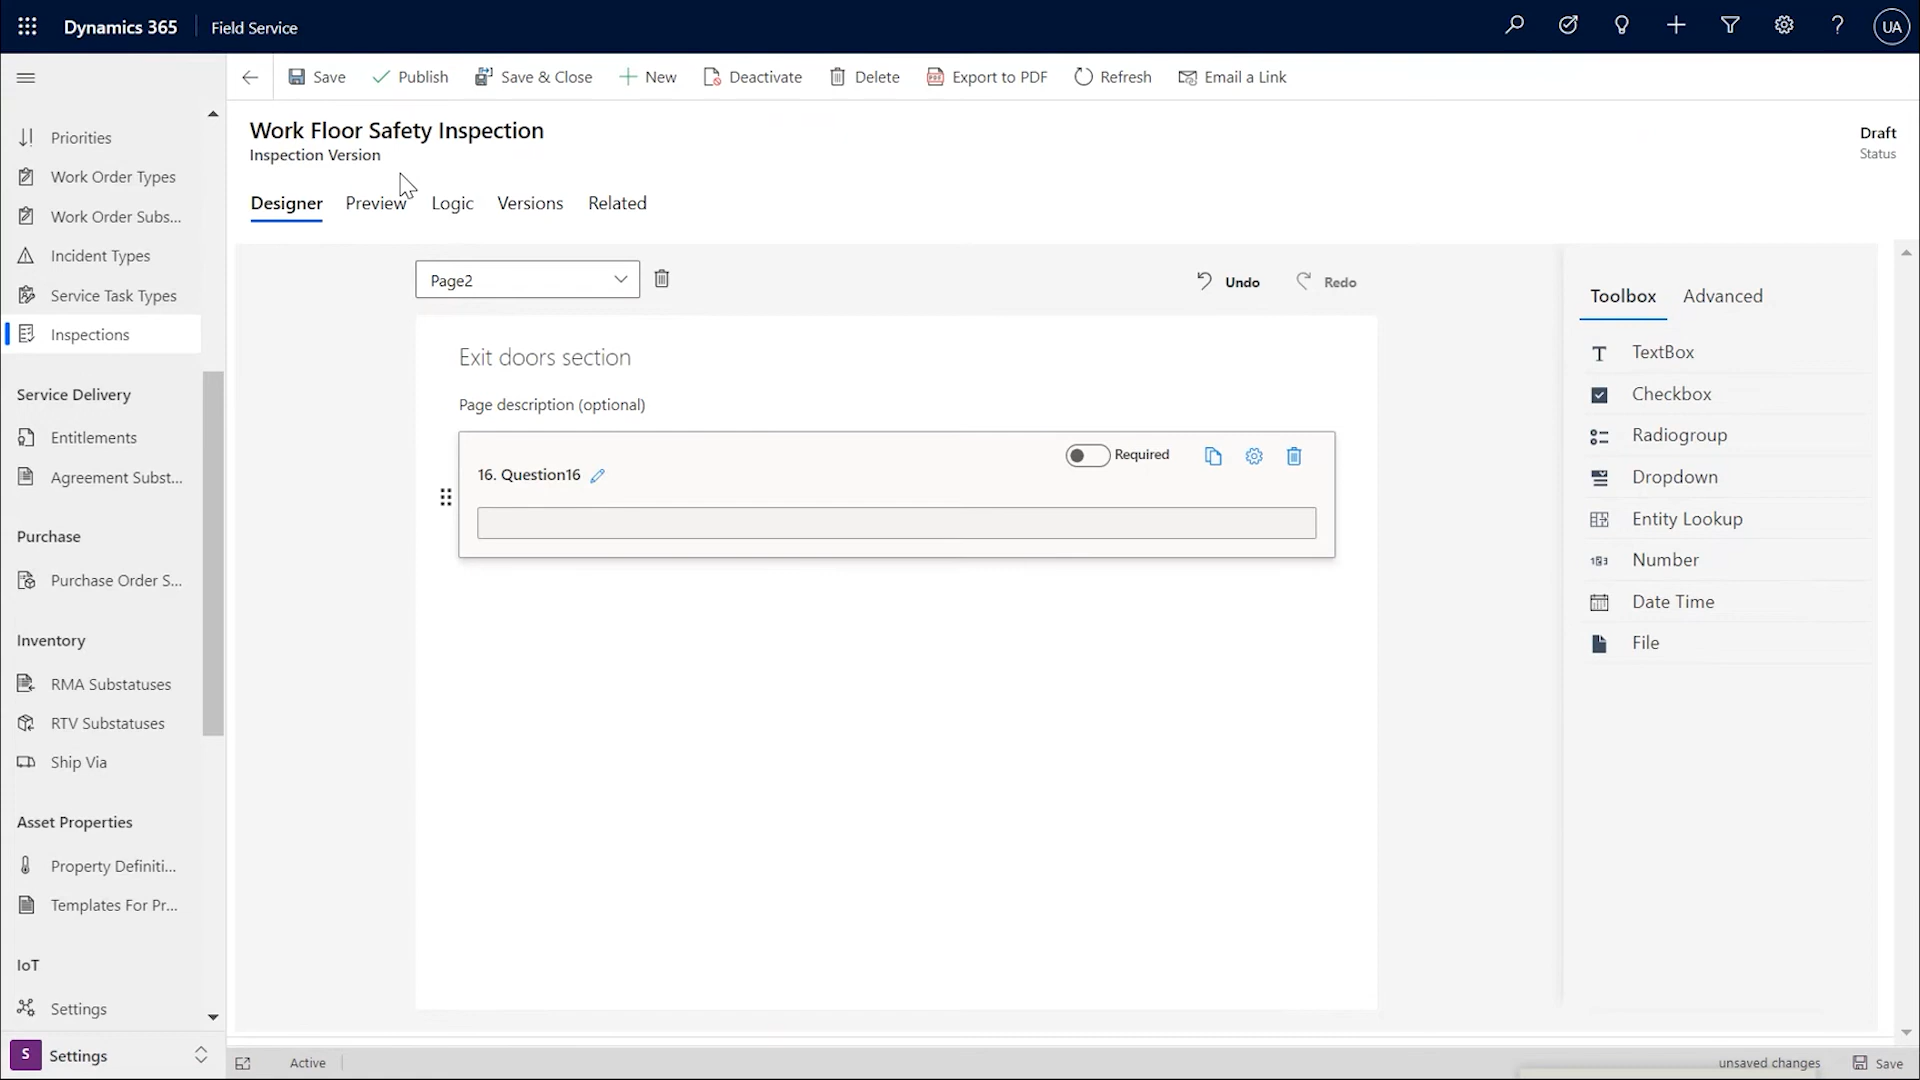 Dynamics 365
Field Service
UA
Save
Publish
Save & Close
New
Deactivate
Delete
Export to PDF
Refresh
Email a Link
Work Floor Safety Inspection
Inspection Version
Draft
Status
Designer
Preview
Logic
Versions
Related
Priorities
Work Order Types
Work Order Subs...
Incident Types
Service Task Types
Inspections
Service Delivery
Entitlements
Agreement Subst...
Purchase
Purchase Order S...
Inventory
RMA Substatuses
RTV Substatuses
Ship Via
Asset Properties
Property Definiti...
Templates For Pr...
IoT
Settings
S Settings
Page2
Undo
Redo
Exit doors section
Page description (optional)
Required
16. Question16
Toolbox
Advanced
TextBox
Checkbox
Radiogroup
Dropdown
Entity Lookup
Number
Date Time
File
Active
unsaved changes
Save